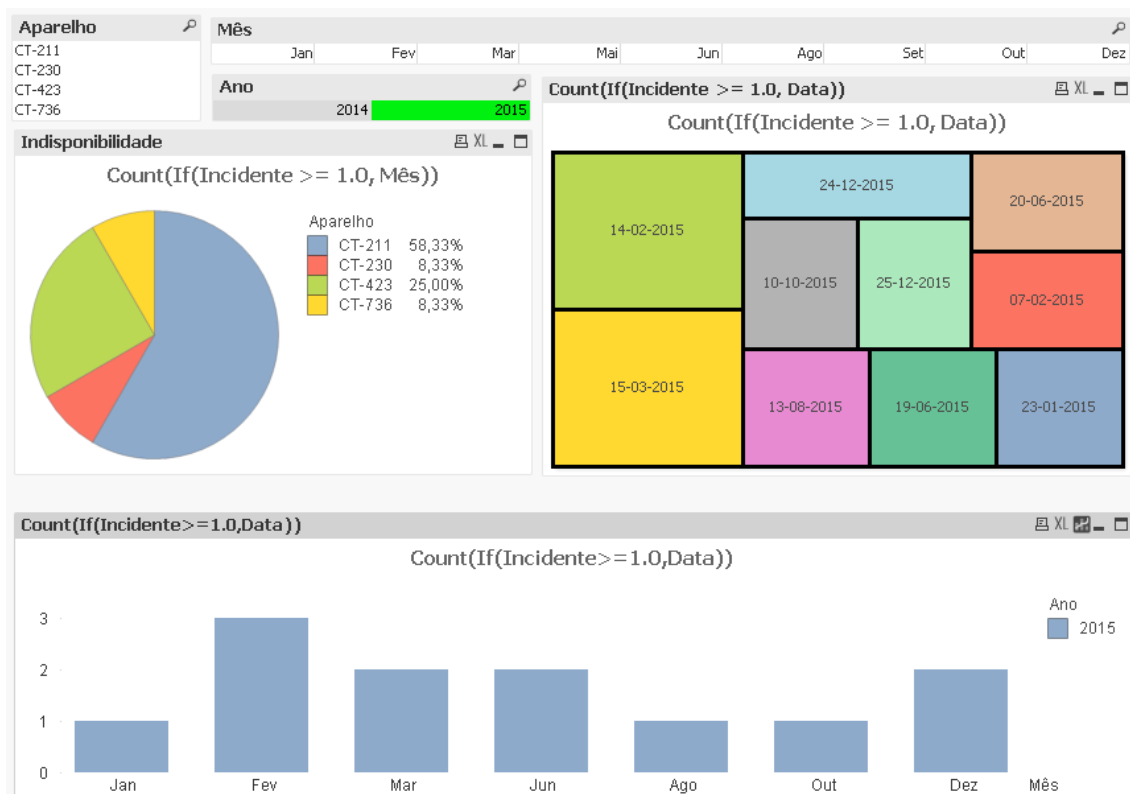 Aparelho
CT-211
CT-230
CT-423
CT-736
Mês
Jan Fev Mar Mai Jun Ago Set Out Dez
Ano
2014 2015
Indisponibilidade
XL
Count(If(Incidente >= 1.0, Mês))
Aparelho
CT-211 58,33%
CT-230 8,33%
CT-423 25,00%
CT-736 8,33%
Count(If(Incidente >= 1.0, Data))
XL
Count(If(Incidente >= 1.0, Data))
14-02-2015
24-12-2015
20-06-2015
10-10-2015
25-12-2015
07-02-2015
15-03-2015
13-08-2015
19-06-2015
23-01-2015
Count(If(Incidente>=1.0,Data))
XL
Count(If(Incidente>=1.0,Data))
Ano
2015
3
2
1
0
Jan Fev Mar Jun Ago Out Dez Mês